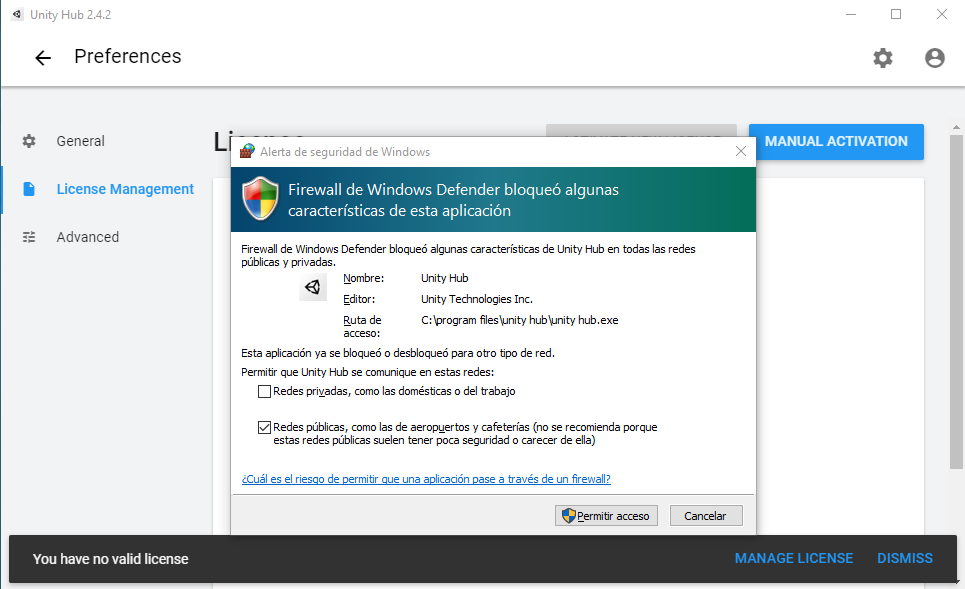 Unity Hub 2.4.2
Preferences
General
License Management
Advanced
MANUAL ACTIVATION
Alerta de seguridad de Windows
Firewall de Windows Defender bloqueó algunas
características de esta aplicación
Firewall de Windows Defender bloqueó algunas características de Unity Hub en todas las redes
públicas y privadas.
Nombre: Unity Hub
Editor: Unity Technologies Inc.
Ruta de C:\program files\unity hub\unity hub.exe
acceso:
Esta aplicación ya se bloqueó o desbloqueó para otro tipo de red.
Permitir que Unity Hub se comunique en estas redes:
Redes privadas, como las domésticas o del trabajo
Redes públicas, como las de aeropuertos y cafeterías (no se recomienda porque
estas redes públicas suelen tener poca seguridad o carecer de ella)
¿Cuál es el riesgo de permitir que una aplicación pase a través de un firewall?
Permitir acceso
Cancelar
You have no valid license
MANAGE LICENSE
DISMISS